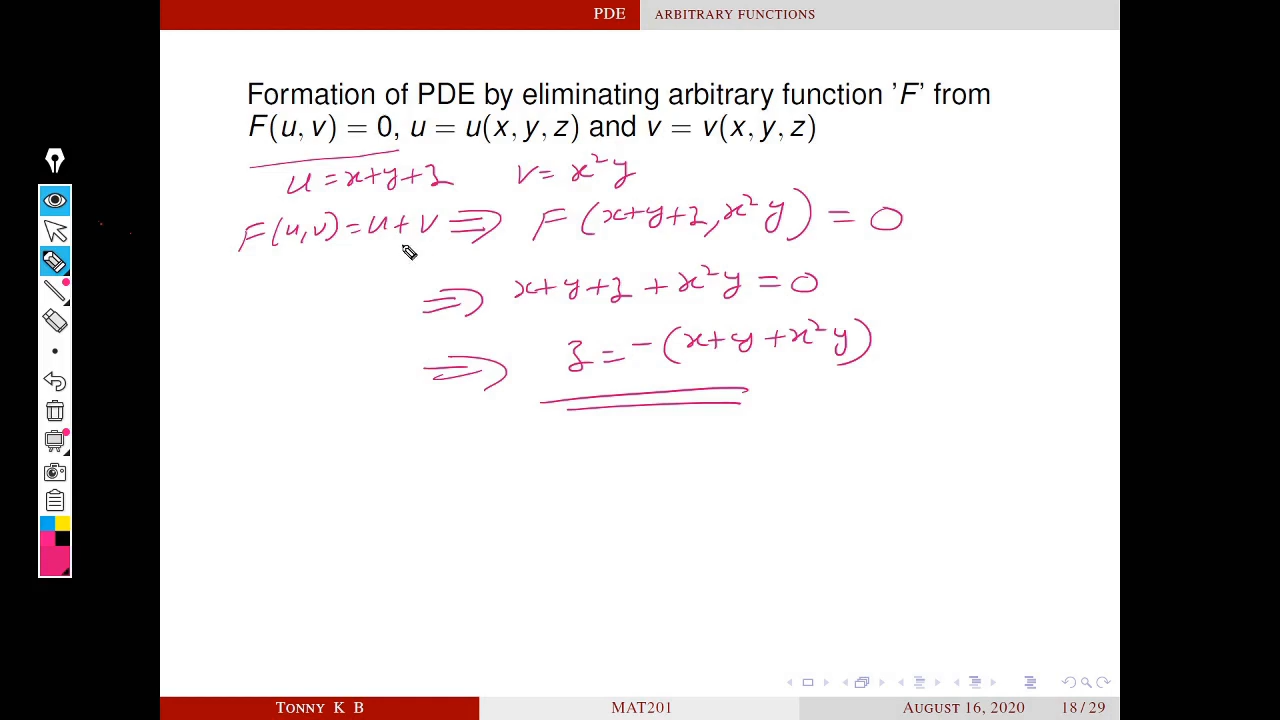 PDE ARBITRARY FUNCTIONS
Formation of PDE by eliminating arbitrary function ’F’ from
F(u, v) = 0, u = u(x, y, z) and v = v(x, y, z)
u = x+y+z v = x²y
F(u,v) = u+v ⇒ F(x+y+z, x²y) = 0
⇒ x+y+z + x²y = 0
⇒ z = -(x+y+x²y)
TONNY K B MAT201 AUGUST 16, 2020 18 / 29